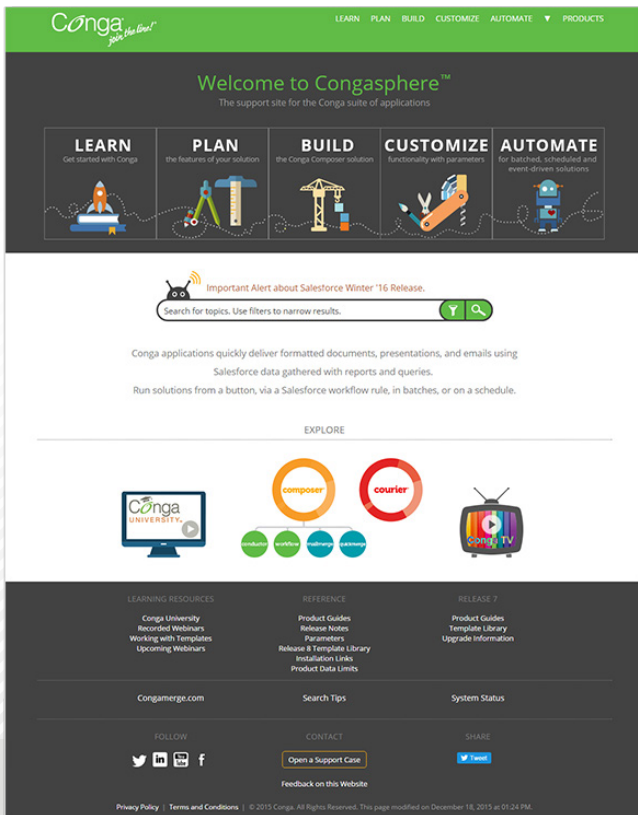 Conga®
join the line!™
LEARN PLAN BUILD CUSTOMIZE AUTOMATE ▼ PRODUCTS
Welcome to Congasphere™
The support site for the Conga suite of applications
LEARN
Get started with Conga
PLAN
the features of your solution
BUILD
the Conga Composer solution
CUSTOMIZE
functionality with parameters
AUTOMATE
for batched, scheduled and
event-driven solutions
Important Alert about Salesforce Winter '16 Release.
Search for topics. Use filters to narrow results.
Conga applications quickly deliver formatted documents, presentations, and emails using
Salesforce data gathered with reports and queries.
Run solutions from a button, via a Salesforce workflow rule, in batches, or on a schedule.
EXPLORE
Conga
UNIVERSITY
composer
courier
conductor workflow mailmerge quickmerge
Conga TV
LEARNING RESOURCES
Conga University
Recorded Webinars
Working with Templates
Upcoming Webinars
REFERENCE
Product Guides
Release Notes
Parameters
Release 8 Template Library
Installation Links
Product Data Limits
RELEASE 7
Product Guides
Template Library
Upgrade Information
Congamerge.com Search Tips System Status
FOLLOW
in You Tube f
CONTACT
Open a Support Case
Feedback on this Website
SHARE
Tweet
Privacy Policy | Terms and Conditions | © 2015 Conga. All Rights Reserved. This page modified on December 18, 2015 at 01:24 PM.